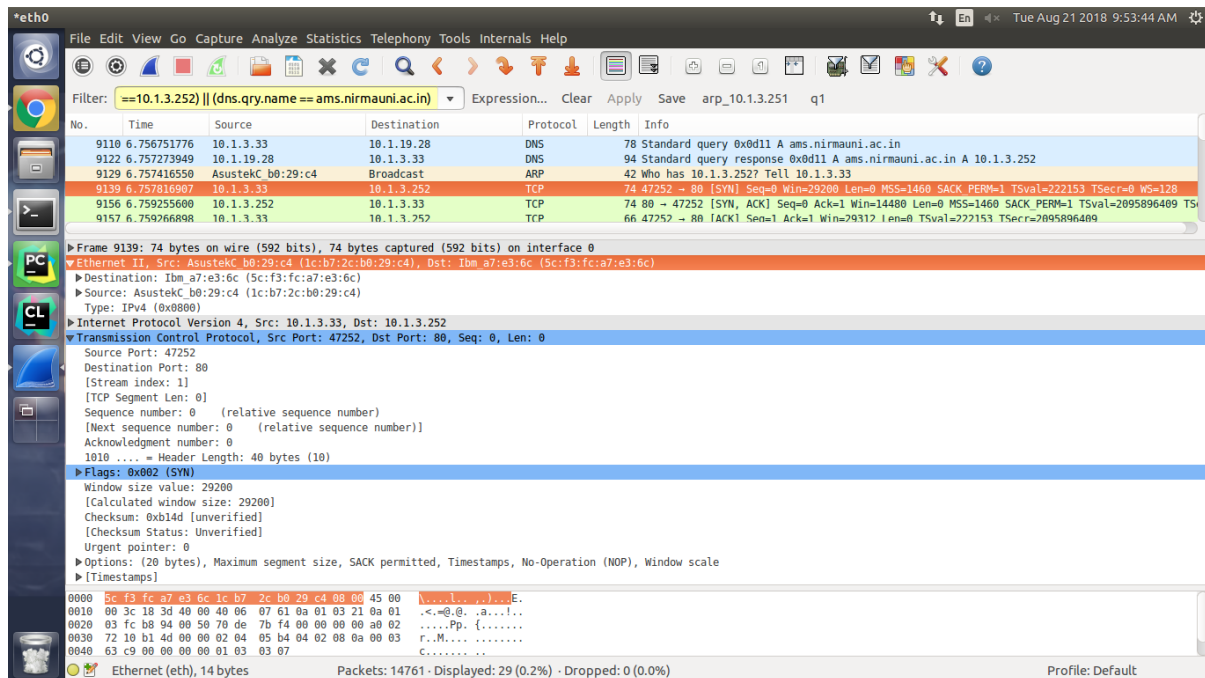 *eth0
En
Tue Aug 21 2018 9:53:44 AM
File Edit View Go Capture Analyze Statistics Telephony Tools Internals Help
Filter: ==10.1.3.252) || (dns.qry.name == ams.nirmauni.ac.in) Expression... Clear Apply Save arp_10.1.3.251 q1
No. Time Source Destination Protocol Length Info
9110 6.756751776 10.1.3.33 10.1.19.28 DNS 78 Standard query 0x0d11 A ams.nirmauni.ac.in
9122 6.757273949 10.1.19.28 10.1.3.33 DNS 94 Standard query response 0x0d11 A ams.nirmauni.ac.in A 10.1.3.252
9129 6.757416550 AsustekC_b0:29:c4 Broadcast ARP 42 Who has 10.1.3.252? Tell 10.1.3.33
9139 6.757816907 10.1.3.33 10.1.3.252 TCP 74 47252 → 80 [SYN] Seq=0 Win=29200 Len=0 MSS=1460 SACK_PERM=1 TSval=222153 TSecr=0 WS=128
9156 6.759255600 10.1.3.252 10.1.3.33 TCP 74 80 → 47252 [SYN, ACK] Seq=0 Ack=1 Win=14480 Len=0 MSS=1460 SACK_PERM=1 TSval=2095896409 TS
9157 6.759266898 10.1.3.33 10.1.3.252 TCP 66 47252 → 80 [ACK] Seq=1 Ack=1 Win=29312 Len=0 TSval=222153 TSecr=2095896409
Frame 9139: 74 bytes on wire (592 bits), 74 bytes captured (592 bits) on interface 0
Ethernet II, Src: AsustekC_b0:29:c4 (1c:b7:2c:b0:29:c4), Dst: Ibm_a7:e3:6c (5c:f3:fc:a7:e3:6c)
Destination: Ibm_a7:e3:6c (5c:f3:fc:a7:e3:6c)
Source: AsustekC_b0:29:c4 (1c:b7:2c:b0:29:c4)
Type: IPv4 (0x0800)
Internet Protocol Version 4, Src: 10.1.3.33, Dst: 10.1.3.252
Transmission Control Protocol, Src Port: 47252, Dst Port: 80, Seq: 0, Len: 0
Source Port: 47252
Destination Port: 80
[Stream index: 1]
[TCP Segment Len: 0]
Sequence number: 0 (relative sequence number)
[Next sequence number: 0 (relative sequence number)]
Acknowledgment number: 0
1010 .... = Header Length: 40 bytes (10)
Flags: 0x002 (SYN)
Window size value: 29200
[Calculated window size: 29200]
Checksum: 0xb14d [unverified]
[Checksum Status: Unverified]
Urgent pointer: 0
Options: (20 bytes), Maximum segment size, SACK permitted, Timestamps, No-Operation (NOP), Window scale
[Timestamps]
0000 5c f3 fc a7 e3 6c 1c b7 2c b0 29 c4 08 00 45 00 \....l.. ,.)...E.
0010 00 3c 18 3d 40 00 40 06 07 61 0a 01 03 21 0a 01 .<.=@.@. .a...!..
0020 03 fc b8 94 00 50 70 de 7b f4 00 00 00 00 a0 02 .....Pp. {.......
0030 72 10 b1 4d 00 00 02 04 05 b4 04 02 08 0a 00 03 r..M.... ........
0040 63 c9 00 00 00 00 01 03 03 07 c....... ..
Ethernet (eth), 14 bytes Packets: 14761 · Displayed: 29 (0.2%) · Dropped: 0 (0.0%) Profile: Default
PC
CL